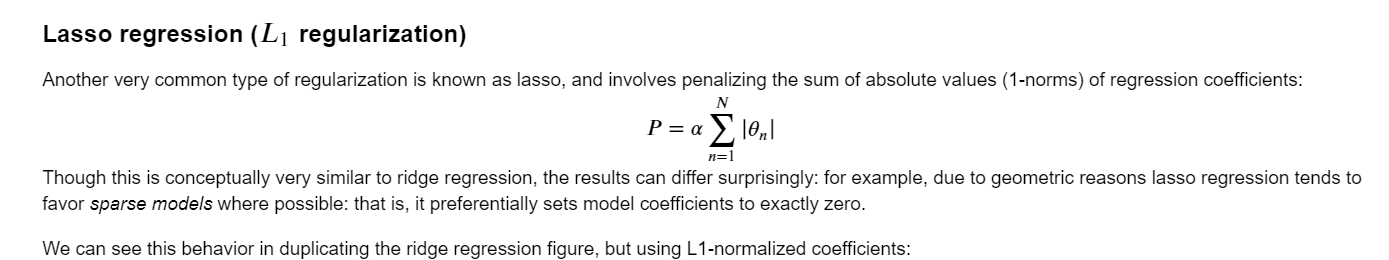 Lasso regression (L₁ regularization)
Another very common type of regularization is known as lasso, and involves penalizing the sum of absolute values (1-norms) of regression coefficients:
N
P = α ∑ |θₙ|
n=1
Though this is conceptually very similar to ridge regression, the results can differ surprisingly: for example, due to geometric reasons lasso regression tends to
favor sparse models where possible: that is, it preferentially sets model coefficients to exactly zero.
We can see this behavior in duplicating the ridge regression figure, but using L1-normalized coefficients: